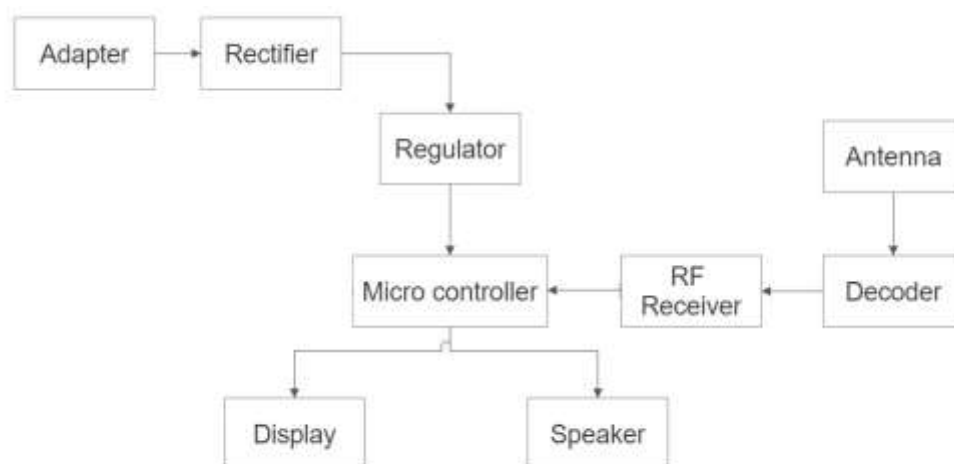 Adapter
Rectifier
Regulator
Antenna
Micro controller
RF
Receiver
Decoder
Display
Speaker